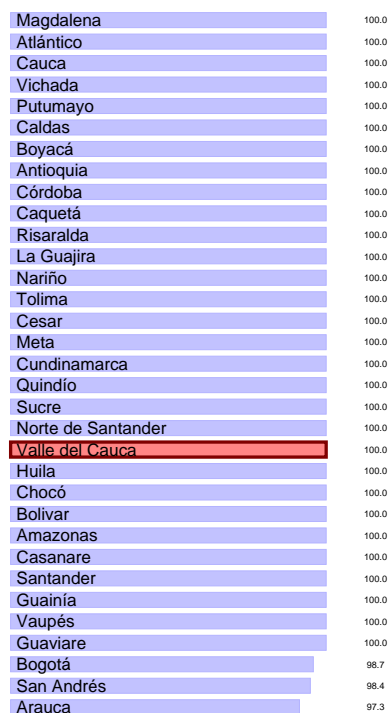 Magdalena 100.0
Atlántico 100.0
Cauca 100.0
Vichada 100.0
Putumayo 100.0
Caldas 100.0
Boyacá 100.0
Antioquia 100.0
Córdoba 100.0
Caquetá 100.0
Risaralda 100.0
La Guajira 100.0
Nariño 100.0
Tolima 100.0
Cesar 100.0
Meta 100.0
Cundinamarca 100.0
Quindío 100.0
Sucre 100.0
Norte de Santander 100.0
Valle del Cauca 100.0
Huila 100.0
Chocó 100.0
Bolivar 100.0
Amazonas 100.0
Casanare 100.0
Santander 100.0
Guainía 100.0
Vaupés 100.0
Guaviare 100.0
Bogotá 98.7
San Andrés 98.4
Arauca 97.3